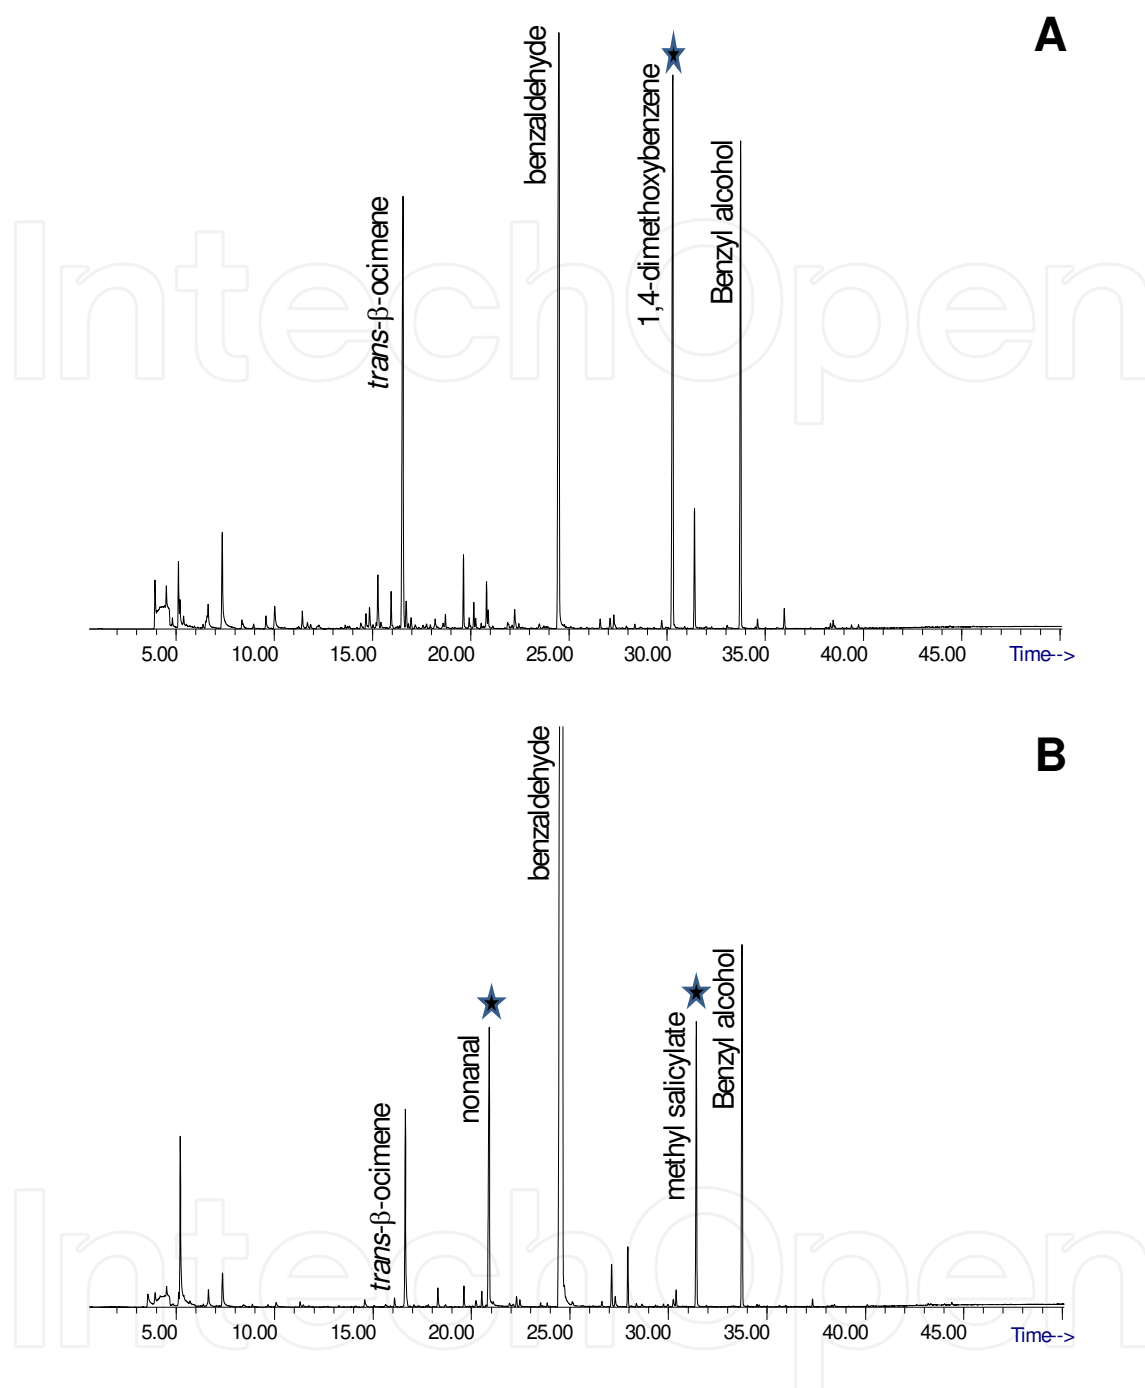 A
benzaldehyde
1,4-dimethoxybenzene
Benzyl alcohol
trans-β-ocimene
IntechOpen
5.00 10.00 15.00 20.00 25.00 30.00 35.00 40.00 45.00 Time-->
B
benzaldehyde
Benzyl alcohol
methyl salicylate
nonanal
trans-β-ocimene
IntechOpen
5.00 10.00 15.00 20.00 25.00 30.00 35.00 40.00 45.00 Time-->